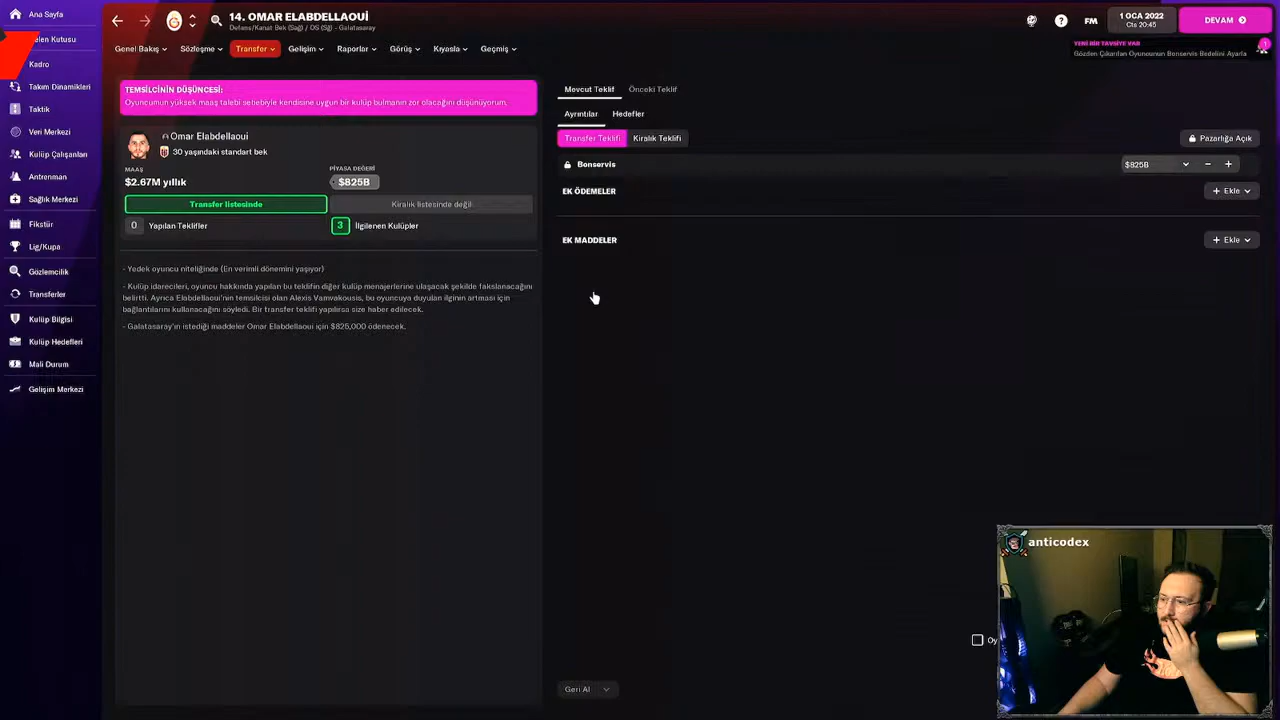 Ana Sayfa
elen Kutusu
Kadro
Takım Dinamikleri
Taktik
Veri Merkezi
Kulüp Çalışanları
Antrenman
Sağlık Merkezi
Fikstür
Lig/Kupa
Gözlemcilik
Transferler
Kulüp Bilgisi
Kulüp Hedefleri
Mali Durum
Gelişim Merkezi
14. OMAR ELABDELLAOUİ
Defans/Kanat Bek (Sağ) / OS (Sğ) - Galatasaray
FM
1 OCA 2022
Cts 20:45
DEVAM
YENİ BİR TAVSİYE VAR
Gözden Çıkarılan Oyuncunun Bonservis Bedelini Ayarla
1
Genel Bakış
Sözleşme
Transfer
Gelişim
Raporlar
Görüş
Kıyasla
Geçmiş
TEMSİLCİNİN DÜŞÜNCESİ:
Oyuncumun yüksek maaş talebi sebebiyle kendisine uygun bir kulüp bulmanın zor olacağını düşünüyorum.
Omar Elabdellaoui
30 yaşındaki standart bek
MAAŞ
$2.67M yıllık
PİYASA DEĞERİ
$825B
Transfer listesinde
Kiralık listesinde değil
0 Yapılan Teklifler
3 İlgilenen Kulüpler
- Yedek oyuncu niteliğinde (En verimli dönemini yaşıyor)
- Kulüp idarecileri, oyuncu hakkında yapılan bu teklifin diğer kulüp menajerlerine ulaşacak şekilde fakslanacağını
belirtti. Ayrıca Elabdellaoui'nin temsilcisi olan Alexis Vamvakousis, bu oyuncuya duyulan ilginin artması için
bağlantılarını kullanacağını söyledi. Bir transfer teklifi yapılırsa size haber edilecek.
- Galatasaray'ın istediği maddeler Omar Elabdellaoui için $825,000 ödenecek.
Mevcut Teklif
Önceki Teklif
Ayrıntılar
Hedefler
Transfer Teklifi
Kiralık Teklifi
Pazarlığa Açık
Bonservis
$825B
EK ÖDEMELER
+ Ekle
EK MADDELER
+ Ekle
Oy
Geri Al
anticodex